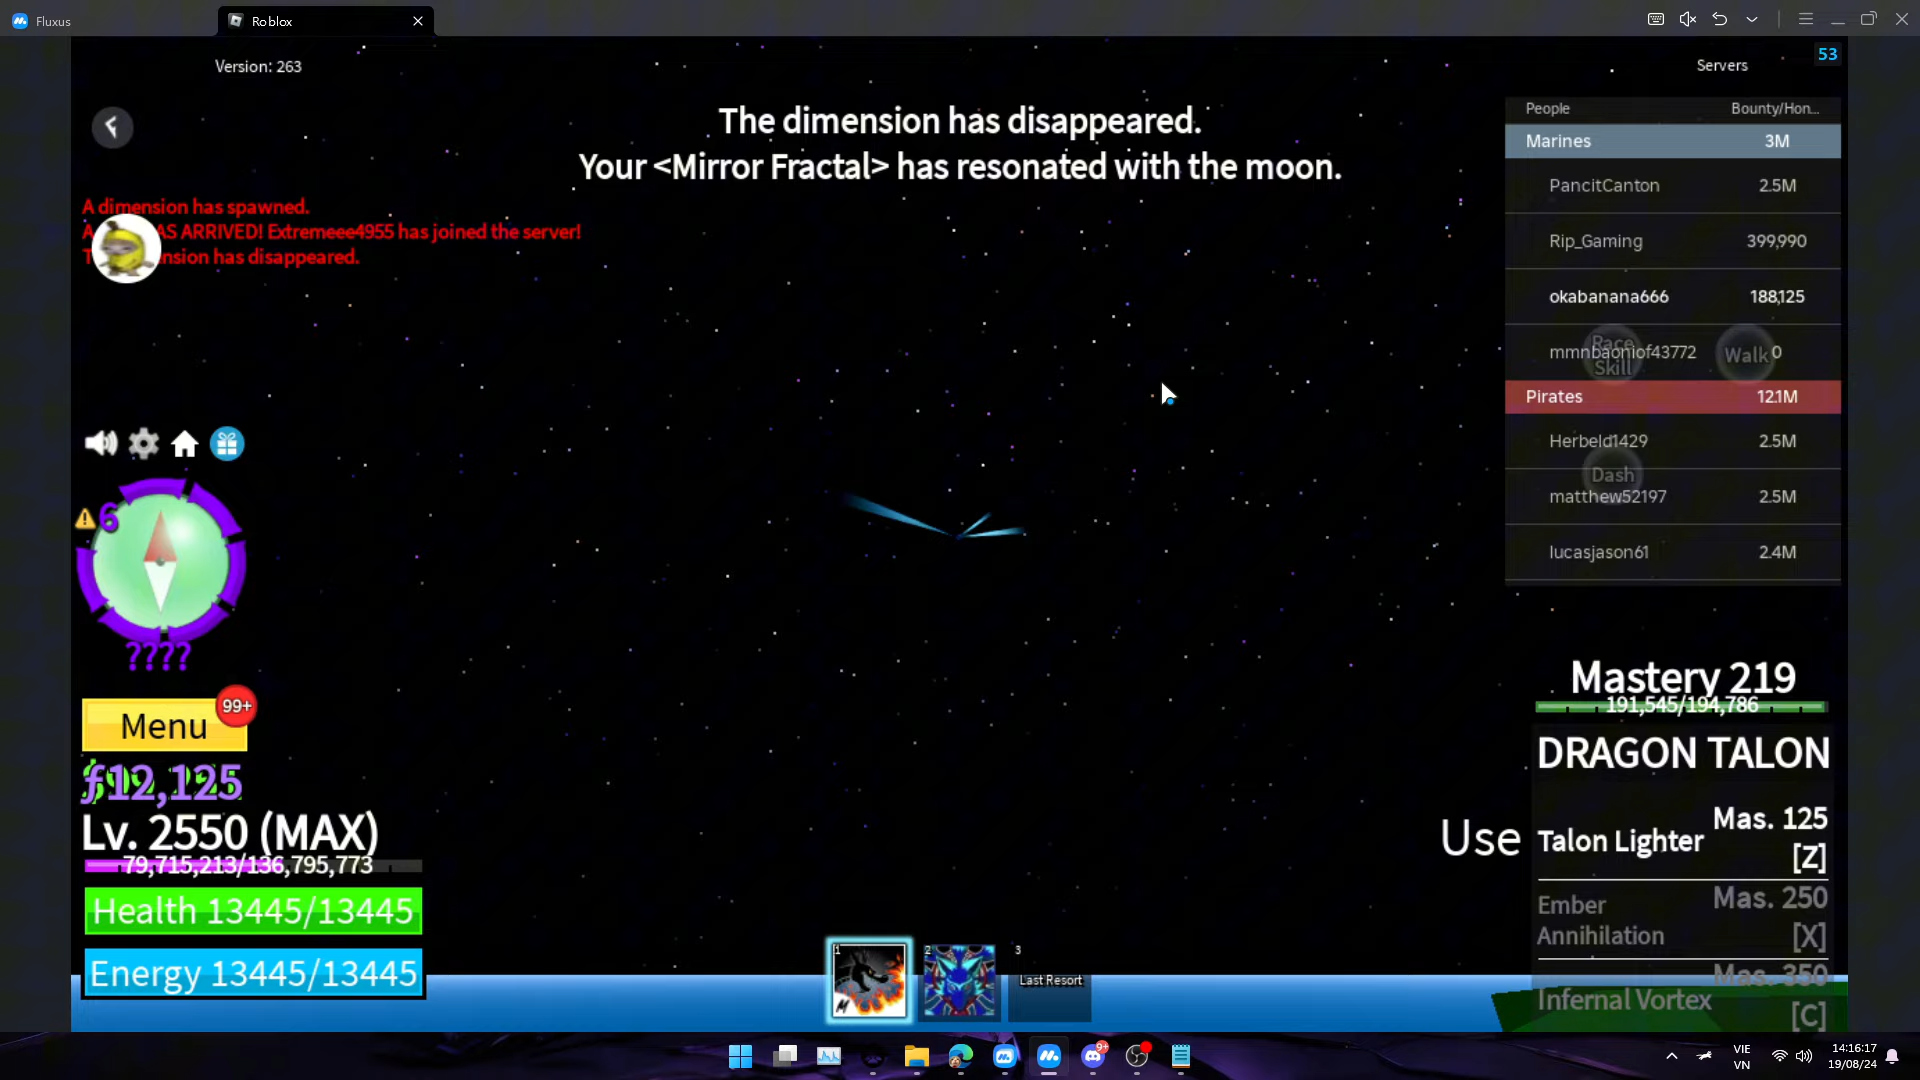 Fluxus
Roblox
Version: 263
53
Servers
The dimension has disappeared.
Your <Mirror Fractal> has resonated with the moon.
A dimension has spawned.
A AS ARRIVED! Extremeee4955 has joined the server!
T nsion has disappeared.
People Bounty/Hon...
Marines 3M
PancitCanton 2.5M
Rip_Gaming 399,990
okabanana666 188,125
mmnbaoniof43772 0
Race
Skill
Walk
Pirates 12.1M
Herbeld1429 2.5M
Dash
matthew52197 2.5M
lucasjason61 2.4M
6
????
Menu
99+
ƒ12,125
Lv. 2550 (MAX)
79,715,213/136,795,773
Health 13445/13445
Energy 13445/13445
Mastery 219
191,545/194,786
DRAGON TALON
Use
Talon Lighter Mas. 125
[Z]
Ember
Annihilation
Mas. 250
[X]
Infernal Vortex Mas. 350
[C]
1
2
3
Last Resort
M
9+
VIE
VN
14:16:17
19/08/24